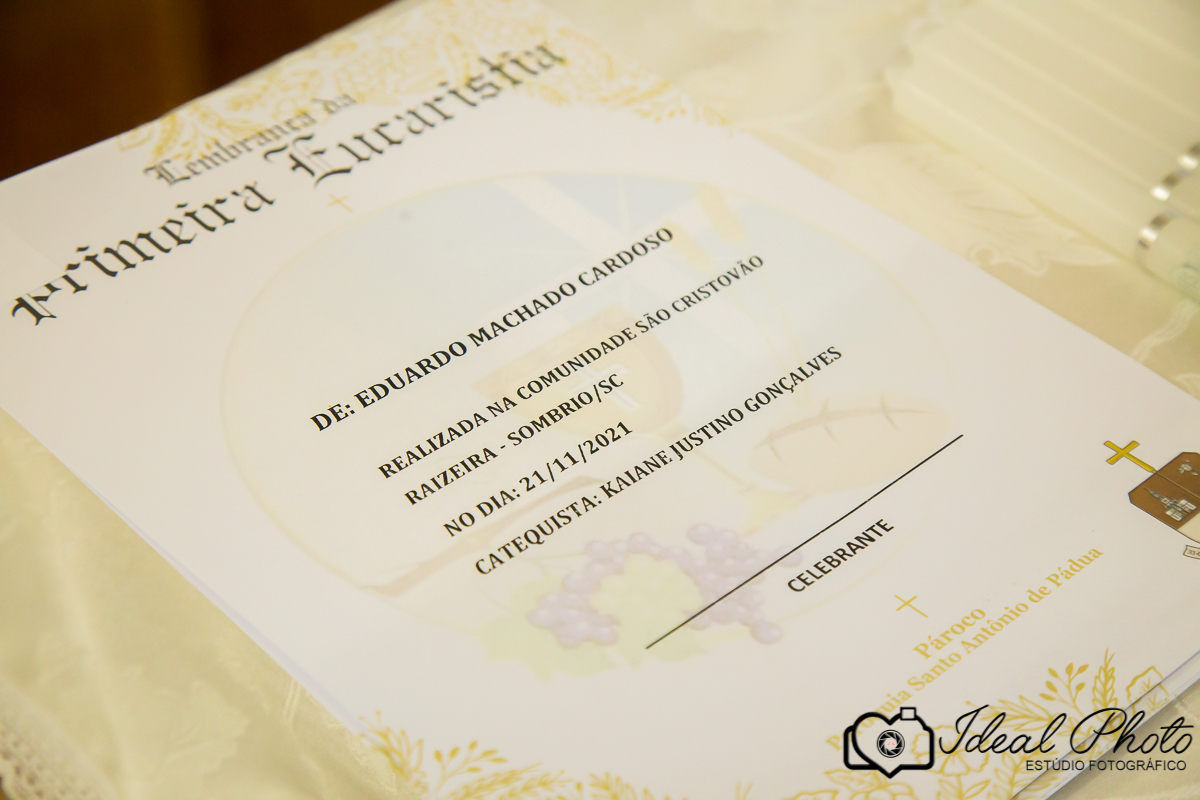 Lembrança da
Primeira Eucaristia
DE: EDUARDO MACHADO CARDOSO
REALIZADA NA COMUNIDADE SÃO CRISTOVÃO
RAIZEIRA - SOMBRIO/SC
NO DIA: 21/11/2021
CATEQUISTA: KAIANE JUSTINO GONÇALVES
CELEBRANTE
Pároco
Paróquia Santo Antônio de Pádua
Ideal Photo
ESTÚDIO FOTOGRÁFICO